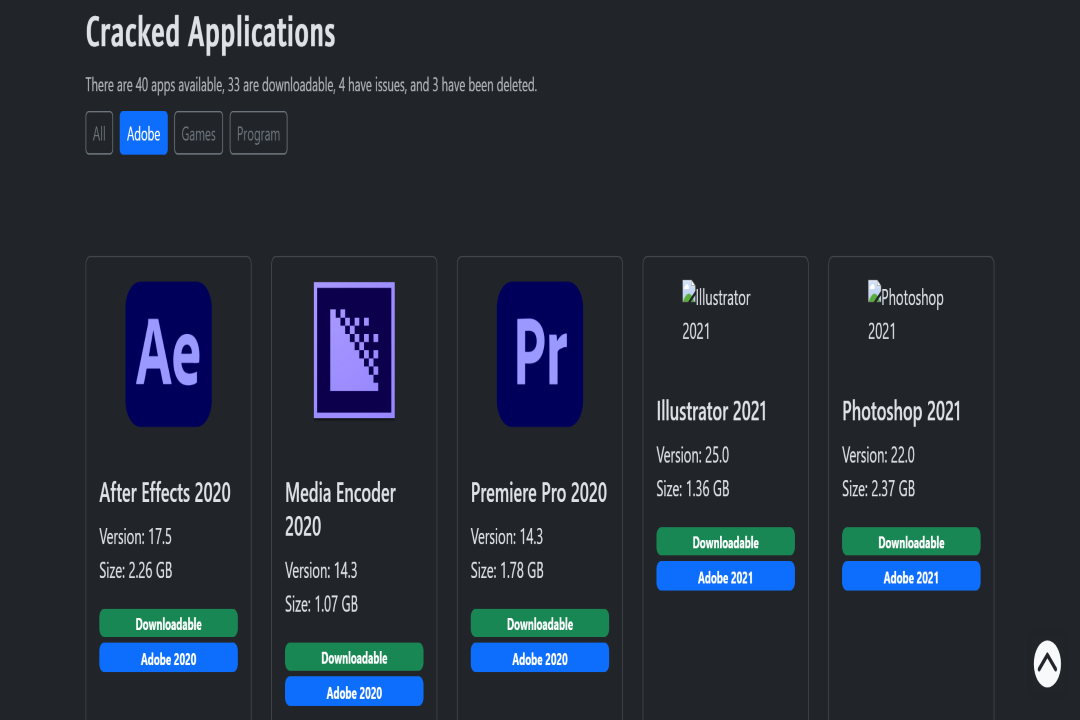 Cracked Applications
There are 40 apps available, 33 are downloadable, 4 have issues, and 3 have been deleted.
All Adobe Games Program
Ae
Pr
Illustrator
2021
Photoshop
2021
After Effects 2020
Version: 17.5
Size: 2.26 GB
Downloadable
Adobe 2020
Media Encoder
2020
Version: 14.3
Size: 1.07 GB
Downloadable
Adobe 2020
Premiere Pro 2020
Version: 14.3
Size: 1.78 GB
Downloadable
Adobe 2020
Illustrator 2021
Version: 25.0
Size: 1.36 GB
Downloadable
Adobe 2021
Photoshop 2021
Version: 22.0
Size: 2.37 GB
Downloadable
Adobe 2021